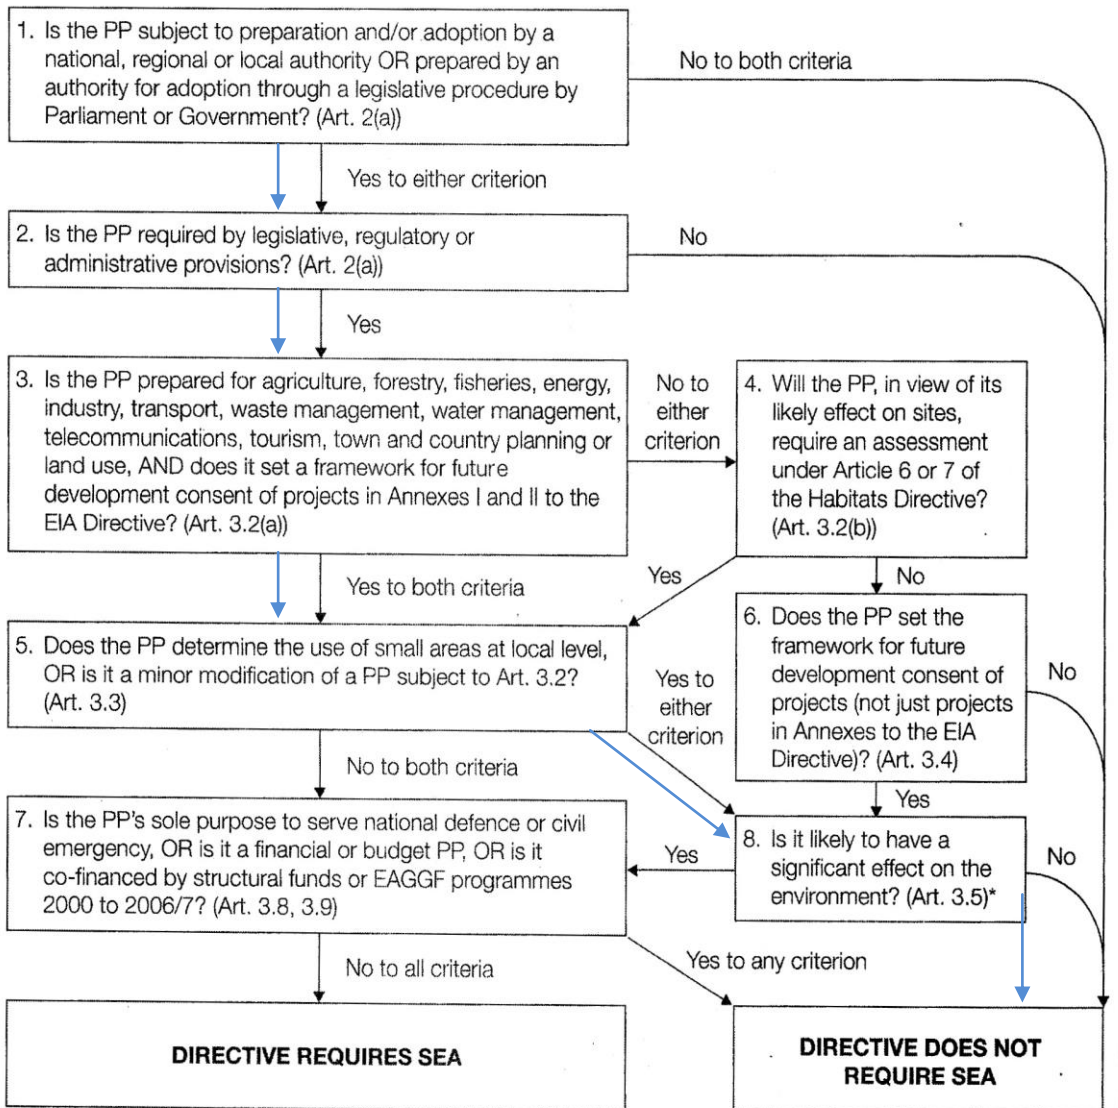 1. Is the PP subject to preparation and/or adoption by a
national, regional or local authority OR prepared by an
authority for adoption through a legislative procedure by
Parliament or Government? (Art. 2(a))
No to both criteria
Yes to either criterion
2. Is the PP required by legislative, regulatory or
administrative provisions? (Art. 2(a))
No
Yes
3. Is the PP prepared for agriculture, forestry, fisheries, energy,
industry, transport, waste management, water management,
telecommunications, tourism, town and country planning or
land use, AND does it set a framework for future
development consent of projects in Annexes I and II to the
EIA Directive? (Art. 3.2(a))
No to
either
criterion
4. Will the PP, in view of its
likely effect on sites,
require an assessment
under Article 6 or 7 of
the Habitats Directive?
(Art. 3.2(b))
Yes to both criteria
Yes
No
5. Does the PP determine the use of small areas at local level,
OR is it a minor modification of a PP subject to Art. 3.2?
(Art. 3.3)
Yes to
either
criterion
6. Does the PP set the
framework for future
development consent of
projects (not just projects
in Annexes to the EIA
Directive)? (Art. 3.4)
No
No to both criteria
Yes
7. Is the PP's sole purpose to serve national defence or civil
emergency, OR is it a financial or budget PP, OR is it
co-financed by structural funds or EAGGF programmes
2000 to 2006/7? (Art. 3.8, 3.9)
Yes
8. Is it likely to have a
significant effect on the
environment? (Art. 3.5)*
No
No to all criteria
Yes to any criterion
DIRECTIVE REQUIRES SEA
DIRECTIVE DOES NOT
REQUIRE SEA